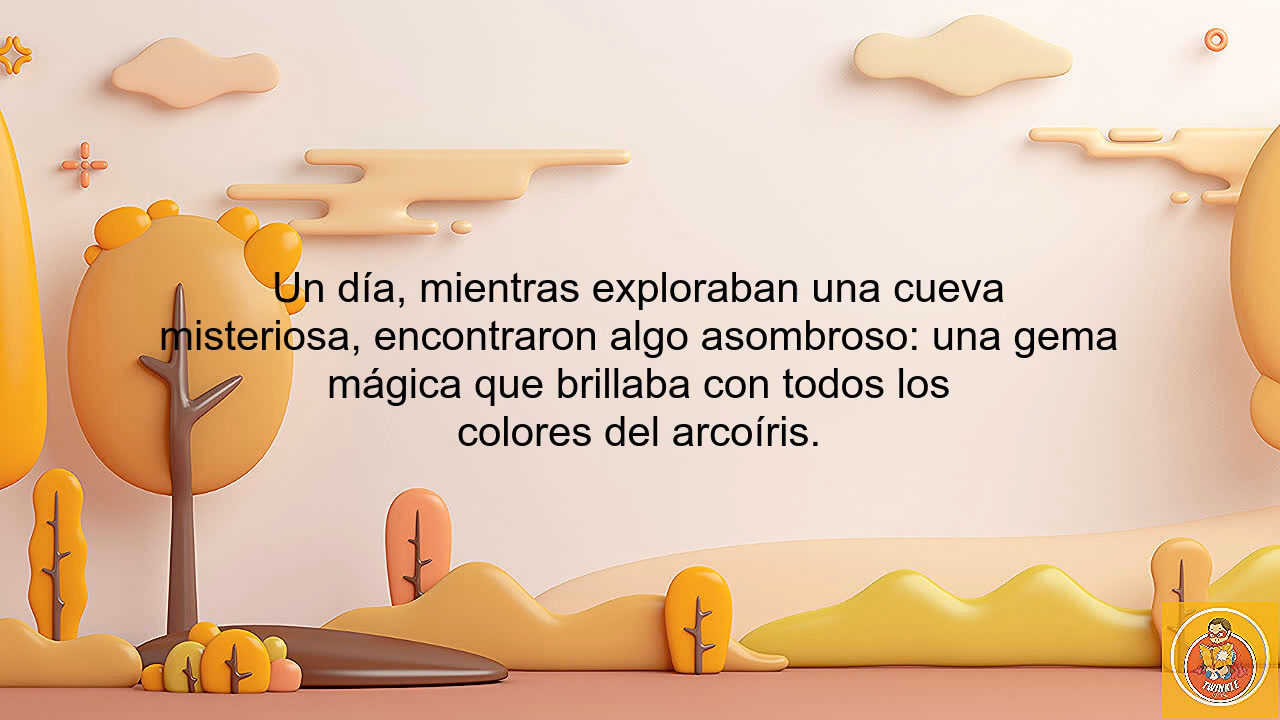 Un día, mientras exploraban una cueva
misteriosa, encontraron algo asombroso: una gema
mágica que brillaba con todos los
colores del arcoíris.
TWINKLE